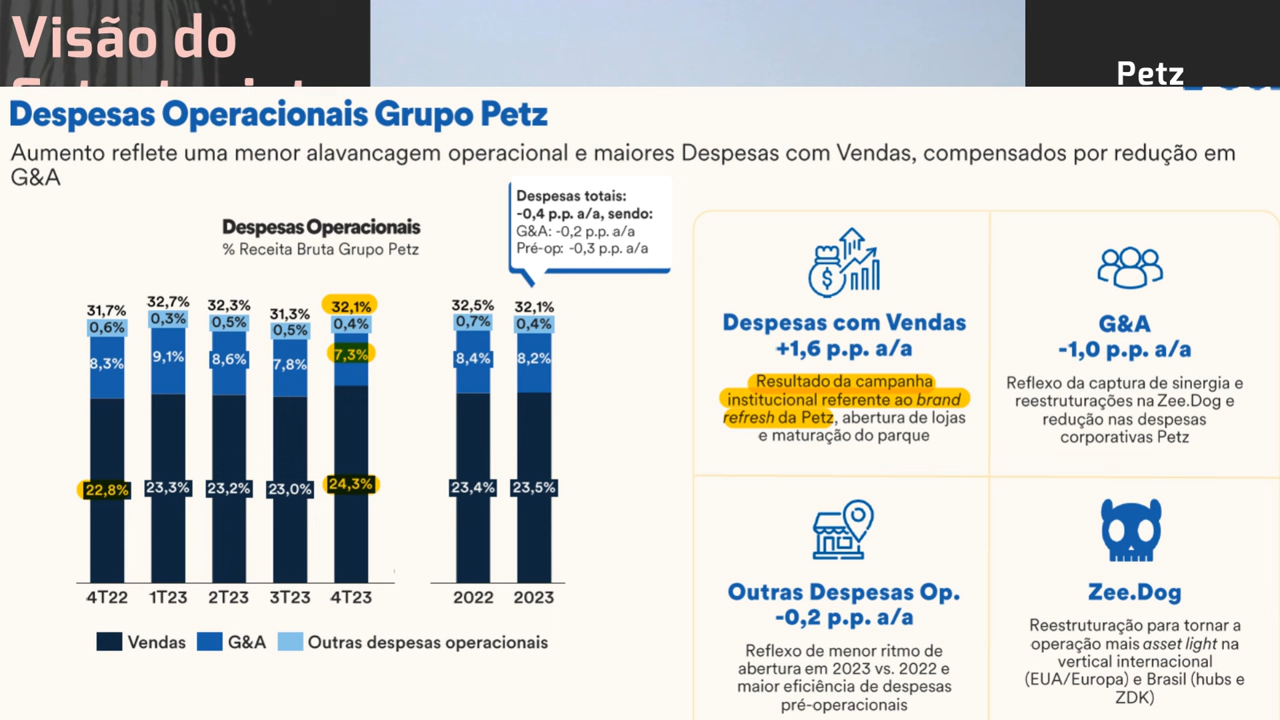 Visão do
Petz
Despesas Operacionais Grupo Petz
Aumento reflete uma menor alavancagem operacional e maiores Despesas com Vendas, compensados por redução em
G&A
Despesas totais:
-0,4 p.p. a/a, sendo:
G&A: -0,2 p.p. a/a
Pré-op: -0,3 p.p. a/a
Despesas Operacionais
% Receita Bruta Grupo Petz
31,7% 32,7% 32,3% 31,3% 32,1% 32,5% 32,1%
0,6% 0,3% 0,5% 0,5% 0,4% 0,7% 0,4%
8,3% 9,1% 8,6% 7,8% 7,3% 8,4% 8,2%
22,8% 23,3% 23,2% 23,0% 24,3% 23,4% 23,5%
4T22 1T23 2T23 3T23 4T23 2022 2023
Vendas G&A Outras despesas operacionais
Despesas com Vendas
+1,6 p.p. a/a
Resultado da campanha
institucional referente ao brand
refresh da Petz, abertura de lojas
e maturação do parque
G&A
-1,0 p.p. a/a
Reflexo da captura de sinergia e
reestruturações na Zee.Dog e
redução nas despesas
corporativas Petz
Outras Despesas Op.
-0,2 p.p. a/a
Reflexo de menor ritmo de
abertura em 2023 vs. 2022 e
maior eficiência de despesas
pré-operacionais
Zee.Dog
Reestruturação para tornar a
operação mais asset light na
vertical internacional
(EUA/Europa) e Brasil (hubs e
ZDK)